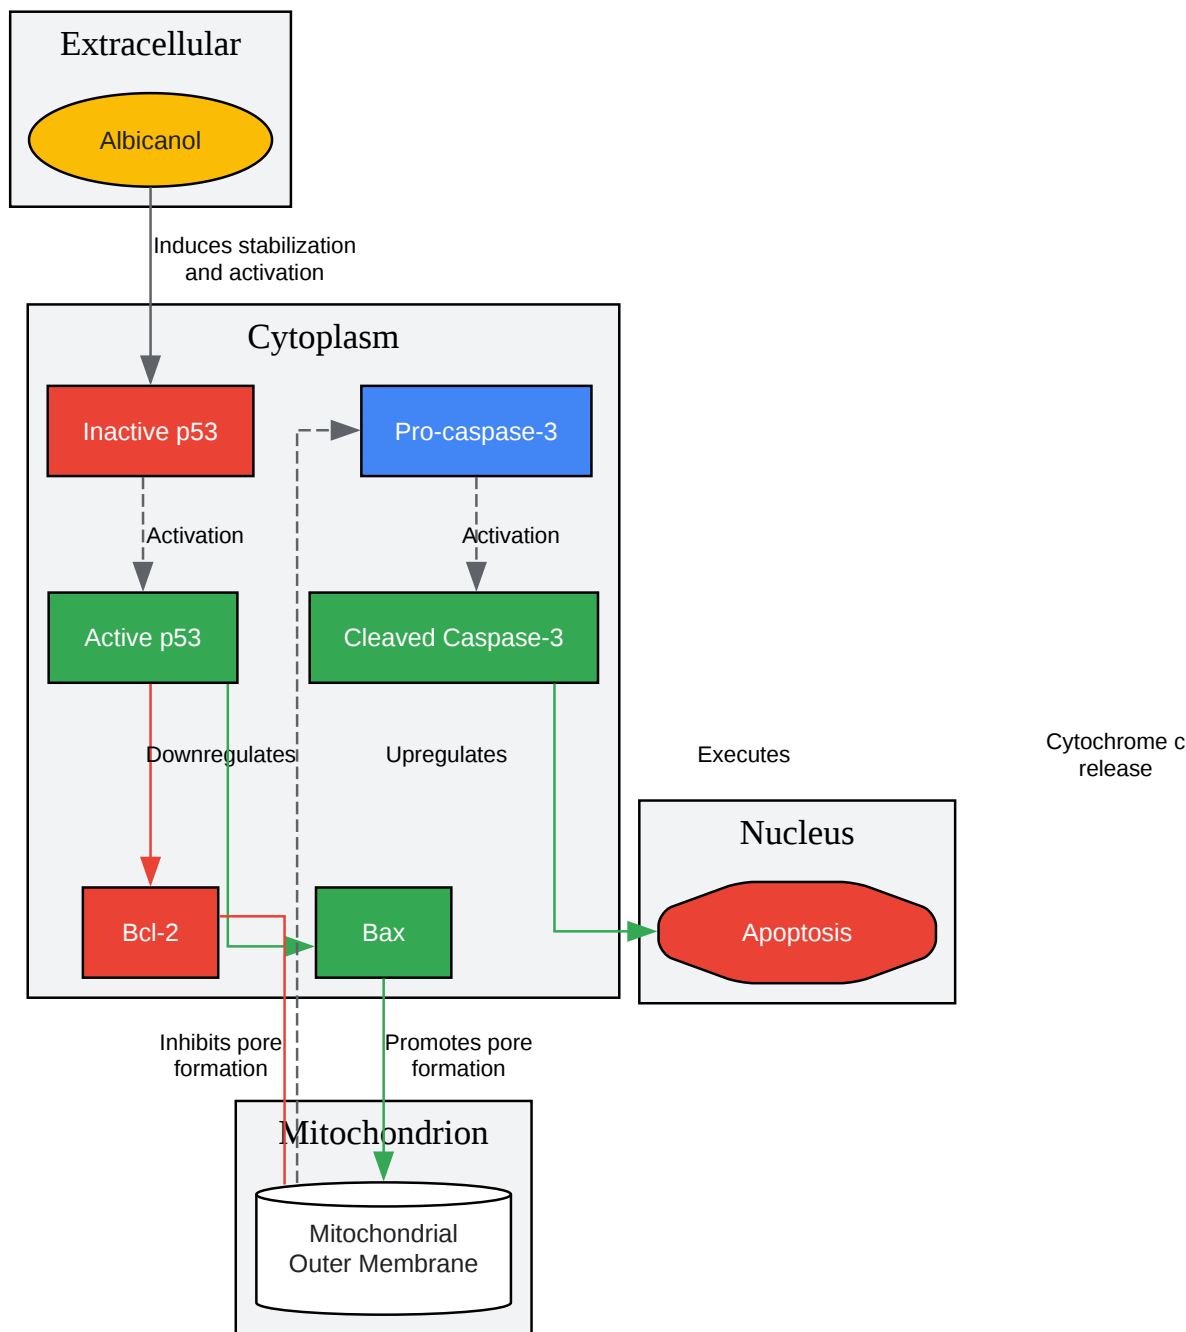 Extracellular
Albicanol
Induces stabilization
and activation
Cytoplasm
Inactive p53
Pro-caspase-3
Activation
Activation
Active p53
Cleaved Caspase-3
Downregulates
Upregulates
Executes
Cytochrome c
release
Nucleus
Bcl-2
Bax
Apoptosis
Inhibits pore
formation
Promotes pore
formation
Mitochondrion
Mitochondrial
Outer Membrane